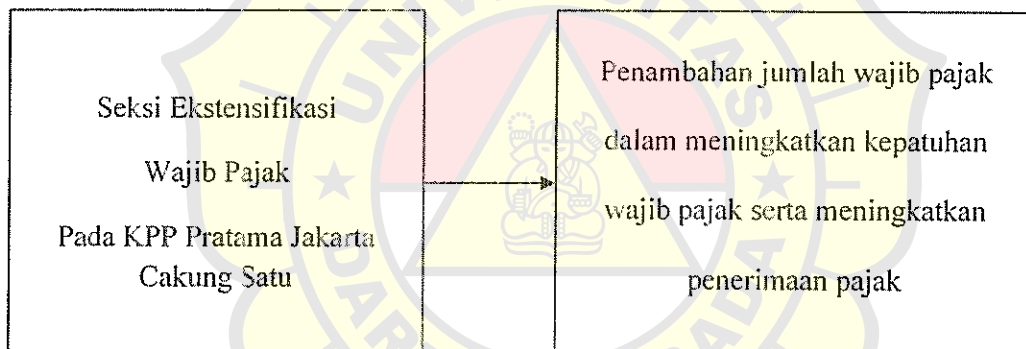 Seksi Ekstensifikasi
Wajib Pajak
Pada KPP Pratama Jakarta
Cakung Satu
Penambahan jumlah wajib pajak
dalam meningkatkan kepatuhan
wajib pajak serta meningkatkan
penerimaan pajak